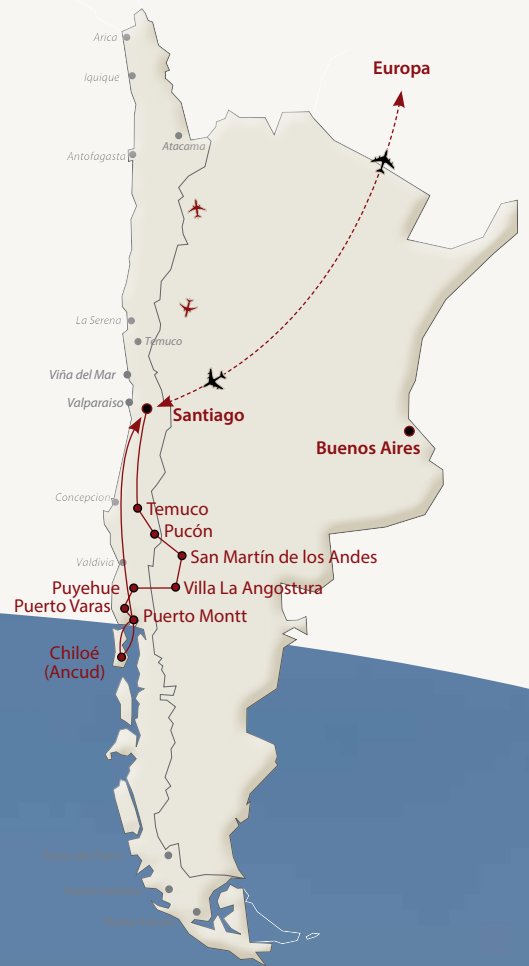 Arica
Europa
Iquique
Atacama
Antofagasta
La Serena
Temuco
Viña del Mar
Valparaiso
Santiago
Buenos Aires
Concepcion
Temuco
Pucón
San Martín de los Andes
Valdivia
Puyehue
Villa La Angostura
Puerto Varas
Puerto Montt
Chiloé
(Ancud)